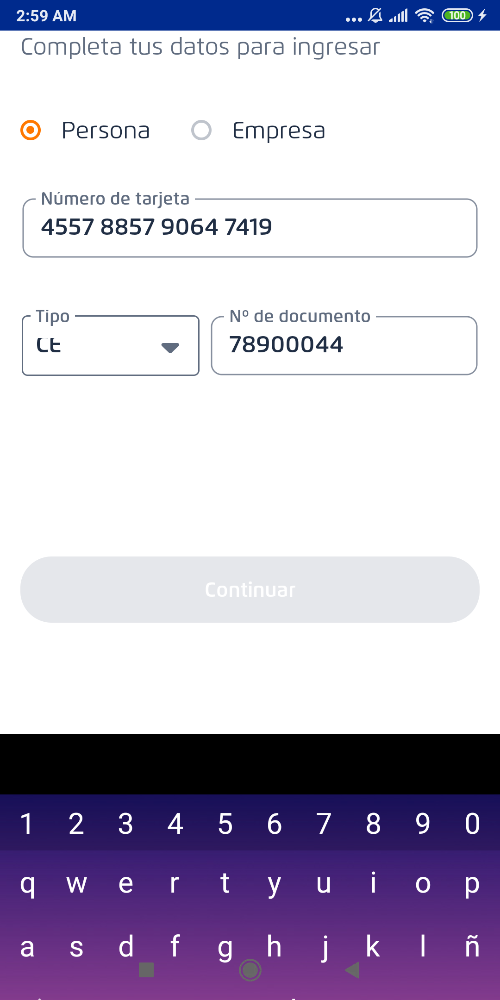 2:59 AM
100
Completa tus datos para ingresar
Persona Empresa
Número de tarjeta
4557 8857 9064 7419
Tipo Nº de documento
CE 78900044
Continuar
1 2 3 4 5 6 7 8 9 0
q w e r t y u i o p
a s d f g h j k l ñ